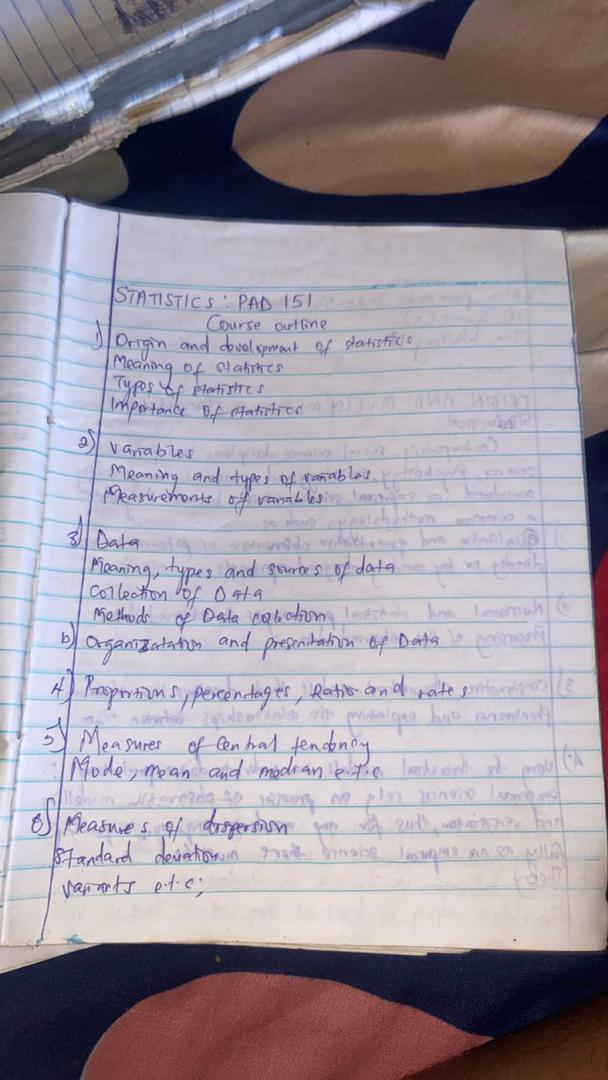 STATISTICS: PAD 151
Course outline
1) Origin and development of statistics
Meaning of statistics
Types of statistics
Importance of statistics
2) Variables
Meaning and types of variables
Measurements of variables
3) Data
Meaning, types and sources of data
Collection of Data
Methods of Data collection
b) Organization and presentation of Data
4) Proportions, percentages, Ratio and rates
5) Measures of Central tendency
Mode, mean and median e.t.c
6) Measures of dispersion
Standard deviation
variants e.t.c;